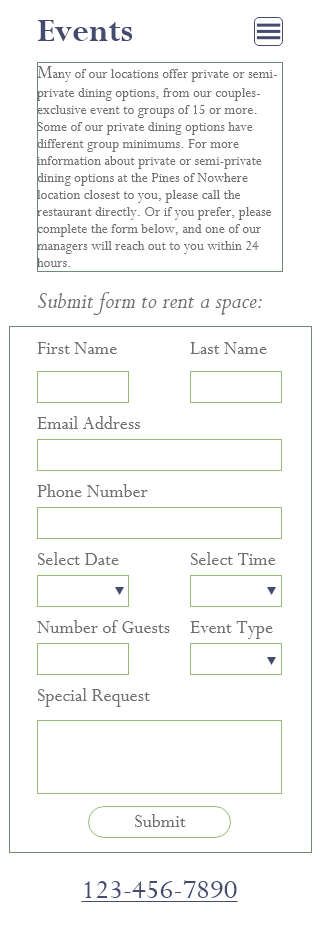 Events
Many of our locations offer private or semi-
private dining options, from our couples-
exclusive event to groups of 15 or more.
Some of our private dining options have
different group minimums. For more
information about private or semi-private
dining options at the Pines of Nowhere
location closest to you, please call the
restaurant directly. Or if you prefer, please
complete the form below, and one of our
managers will reach out to you within 24
hours.
Submit form to rent a space:
First Name Last Name
Email Address
Phone Number
Select Date Select Time
Number of Guests Event Type
Special Request
Submit
123-456-7890